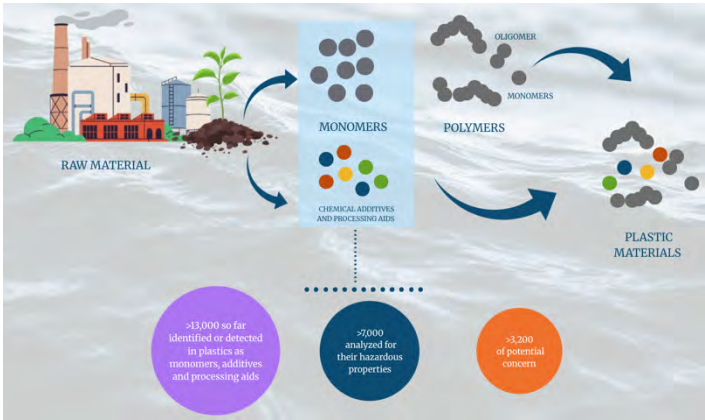 RAW MATERIAL
MONOMERS
CHEMICAL ADDITIVES
AND PROCESSING AIDS
OLIGOMER
MONOMERS
POLYMERS
PLASTIC
MATERIALS
>13,000 so far
identified or detected
in plastics as
monomers, additives
and processing aids
>7,000
analyzed for
their hazardous
properties
>3,200
of potential
concern